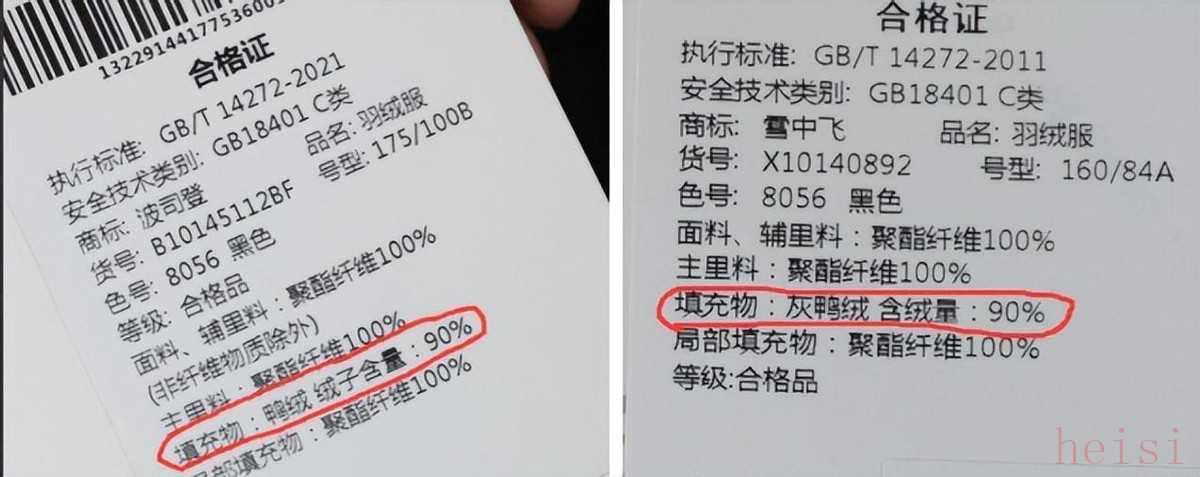 1322914417753600
合格证
执行标准: GB/T 14272-2021
安全技术类别: GB18401 C类
商标: 波司登 品名: 羽绒服
货号: B10145112BF 号型: 175/100B
色号: 8056 黑色
等级: 合格品
面料、辅里料: 聚酯纤维100%
(非纤维物质除外)
主里料: 聚酯纤维100%
填充物: 鸭绒 绒子含量: 90%
局部填充物: 聚酯纤维100%
合格证
执行标准: GB/T 14272-2011
安全技术类别: GB18401 C类
商标: 雪中飞 品名: 羽绒服
货号: X10140892 号型: 160/84A
色号: 8056 黑色
面料、辅里料: 聚酯纤维100%
主里料: 聚酯纤维100%
填充物: 灰鸭绒 含绒量: 90%
局部填充物: 聚酯纤维100%
等级:合格品
heisi